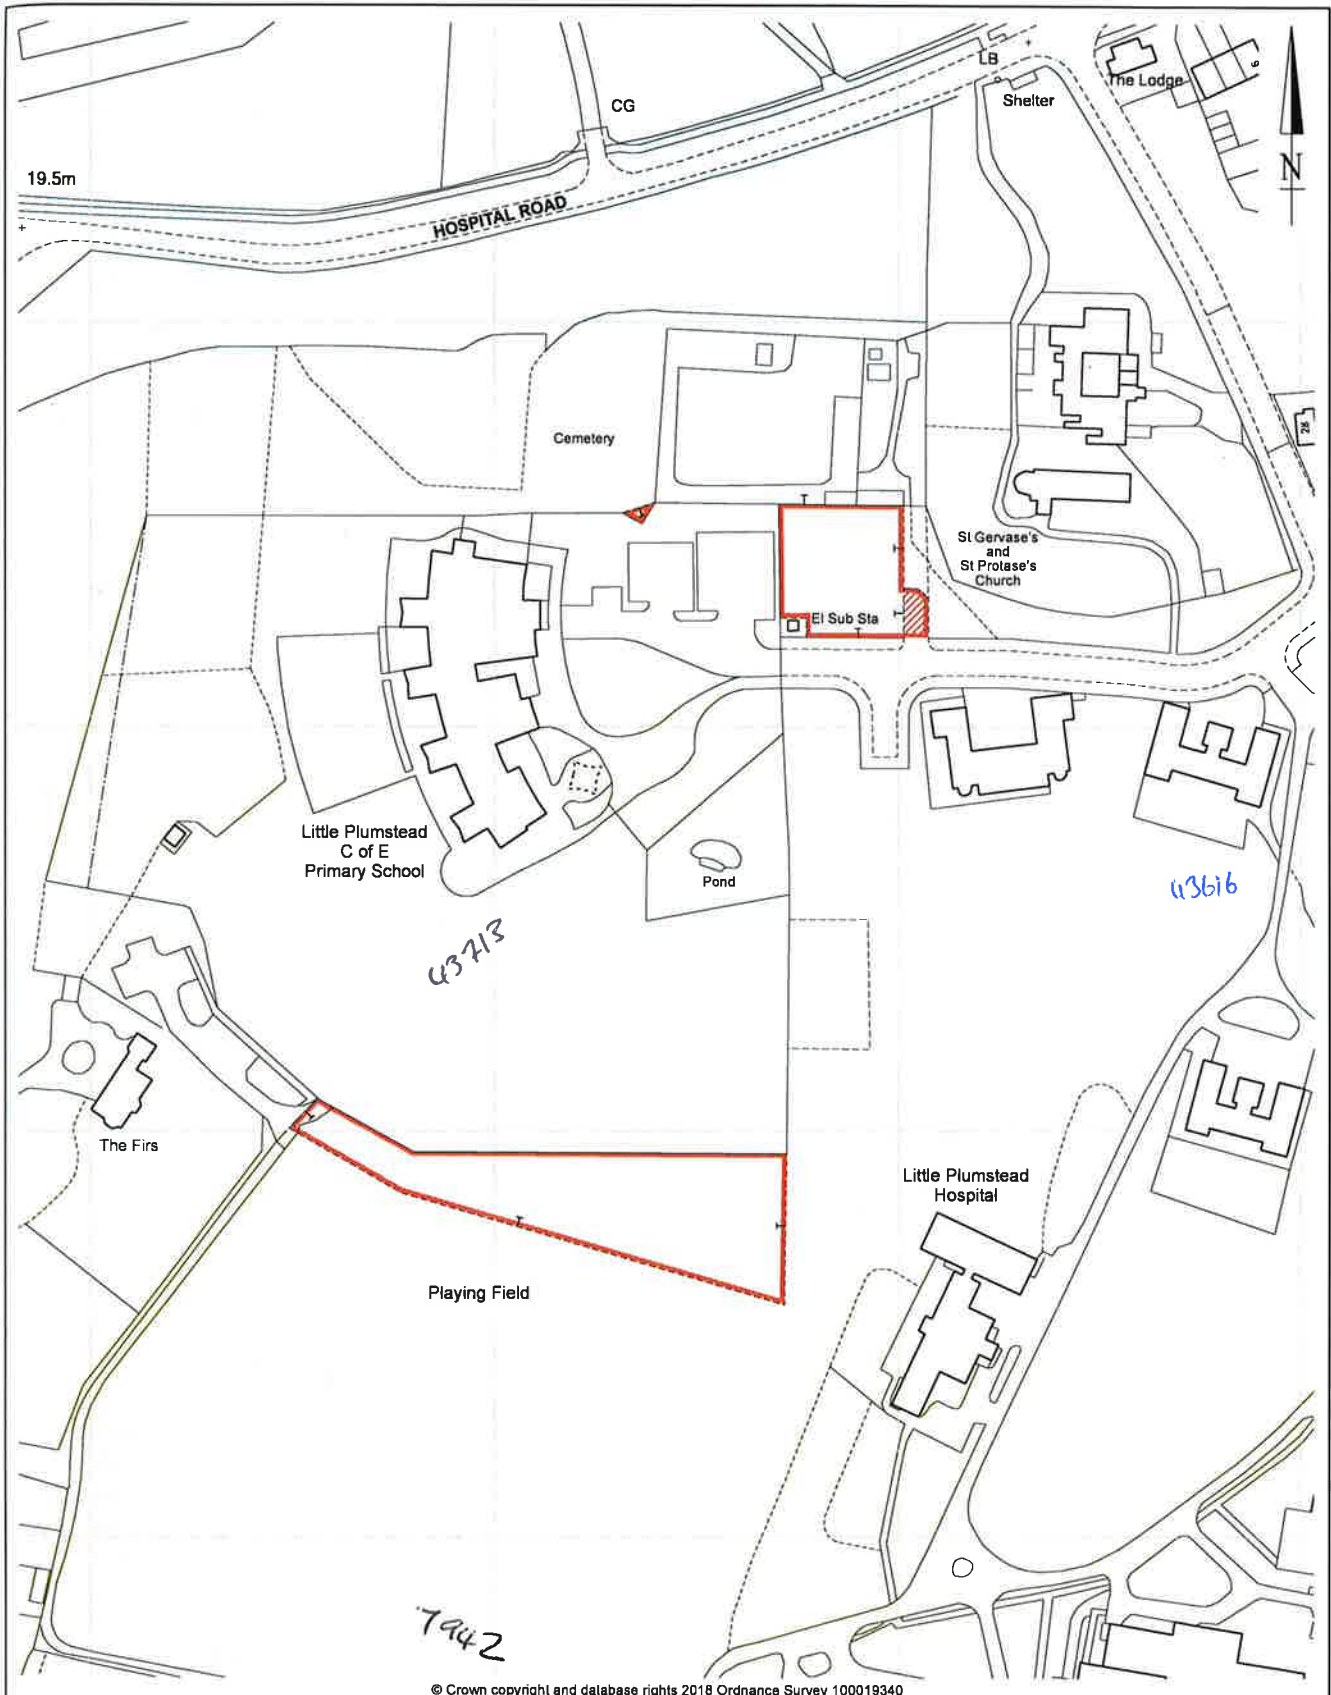 LB
The Lodge
9
Shelter
CG
19.5m
HOSPITAL ROAD
N
Cemetery
28
St Gervase's
and
St Protase's
Church
El Sub Sta
Little Plumstead
C of E
Primary School
Pond
43616
43713
The Firs
Little Plumstead
Hospital
Playing Field
7942
© Crown copyright and database rights 2018 Ordnance Survey 100019340